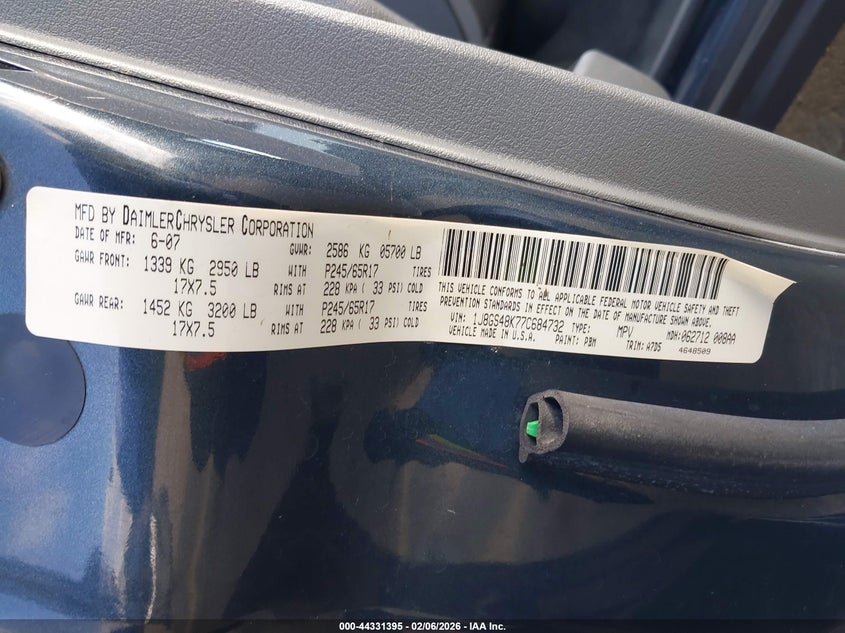 MFD BY DAIMLERCHRYSLER CORPORATION
DATE OF MFR: 6-07 GVWR: 2586 KG 05700 LB
GAWR FRONT: 1339 KG 2950 LB WITH P245/65R17 TIRES
17X7.5 RIMS AT 228 KPA ( 33 PSI) COLD
GAWR REAR: 1452 KG 3200 LB WITH P245/65R17 TIRES
17X7.5 RIMS AT 228 KPA ( 33 PSI) COLD
THIS VEHICLE CONFORMS TO ALL APPLICABLE FEDERAL MOTOR VEHICLE SAFETY AND THEFT
PREVENTION STANDARDS IN EFFECT ON THE DATE OF MANUFACTURE SHOWN ABOVE.
VIN: 1J8GS48K77C684732 TYPE: MPV MDH: 062712 008AA
VEHICLE MADE IN U.S.A. PAINT: PBM TRIM: A7D5 4648509
000-44331395 - 02/06/2026 - IAA Inc.